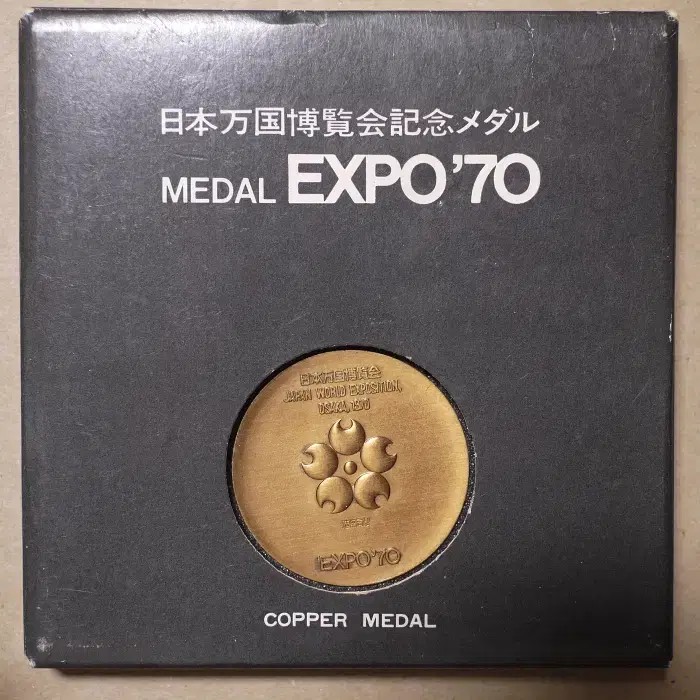 日本万国博覧会記念メダル
MEDAL EXPO'70
日本万国博覧会
JAPAN WORLD EXPOSITION,
OSAKA, 1970
EXPO'70
COPPER MEDAL